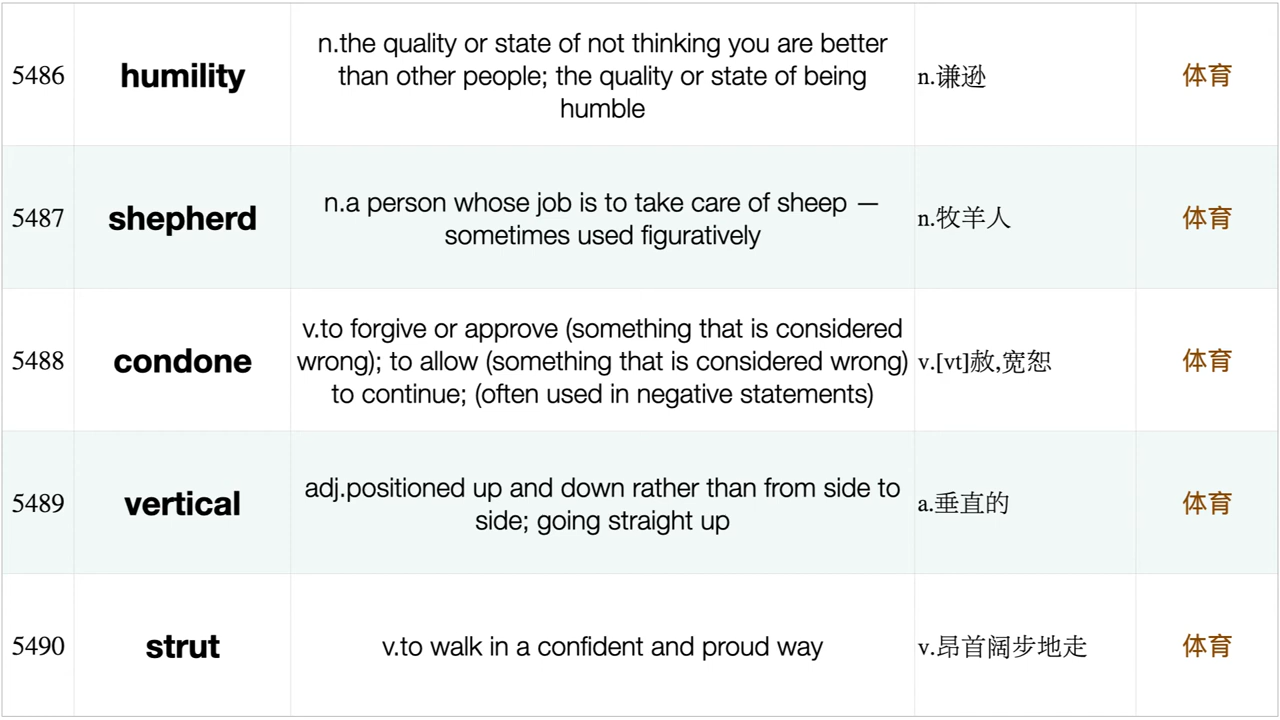 5486 humility n.the quality or state of not thinking you are better than other people; the quality or state of being humble n.谦逊 体育
5487 shepherd n.a person whose job is to take care of sheep — sometimes used figuratively n.牧羊人 体育
5488 condone v.to forgive or approve (something that is considered wrong); to allow (something that is considered wrong) to continue; (often used in negative statements) v.[vt]赦,宽恕 体育
5489 vertical adj.positioned up and down rather than from side to side; going straight up a.垂直的 体育
5490 strut v.to walk in a confident and proud way v.昂首阔步地走 体育